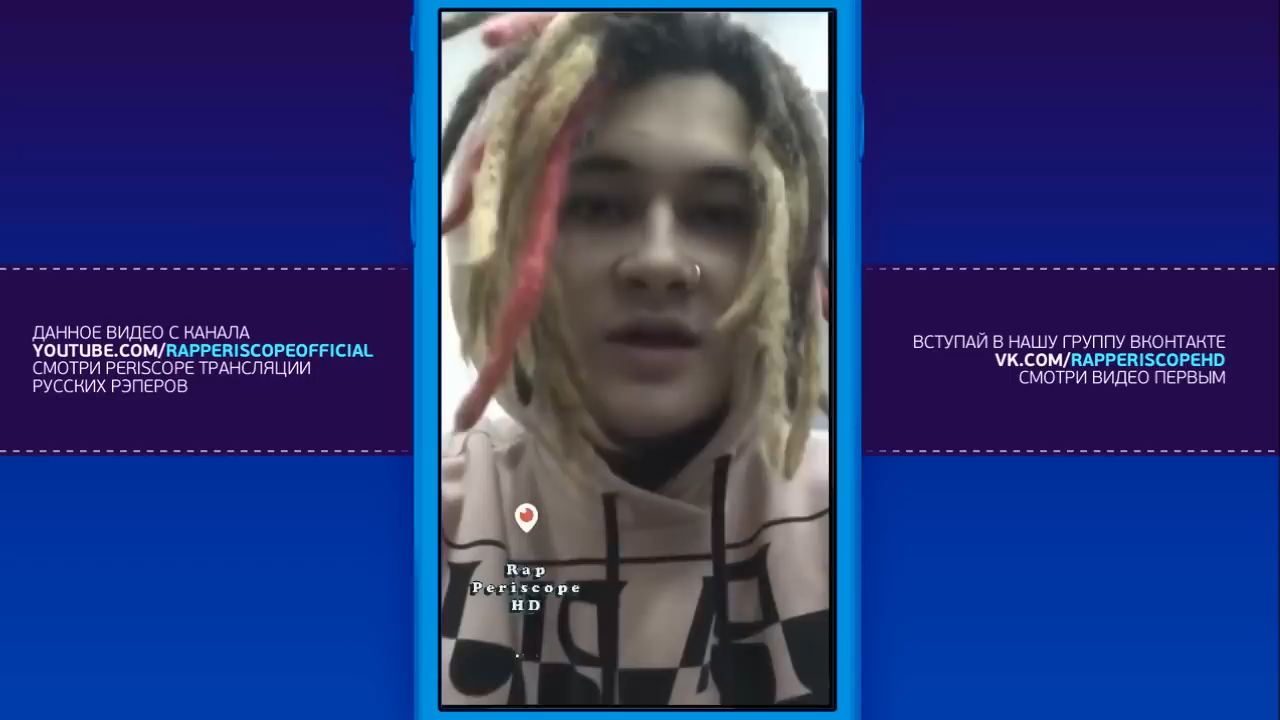 ДАННОЕ ВИДЕО С КАНАЛА
YOUTUBE.COM/RAPPERISCOPEOFFICIAL
СМОТРИ PERISCOPE ТРАНСЛЯЦИИ
РУССКИХ РЭПЕРОВ
ВСТУПАЙ В НАШУ ГРУППУ ВКОНТАКТЕ
VK.COM/RAPPERISCOPEHD
СМОТРИ ВИДЕО ПЕРВЫМ
Rap
Periscope
HD